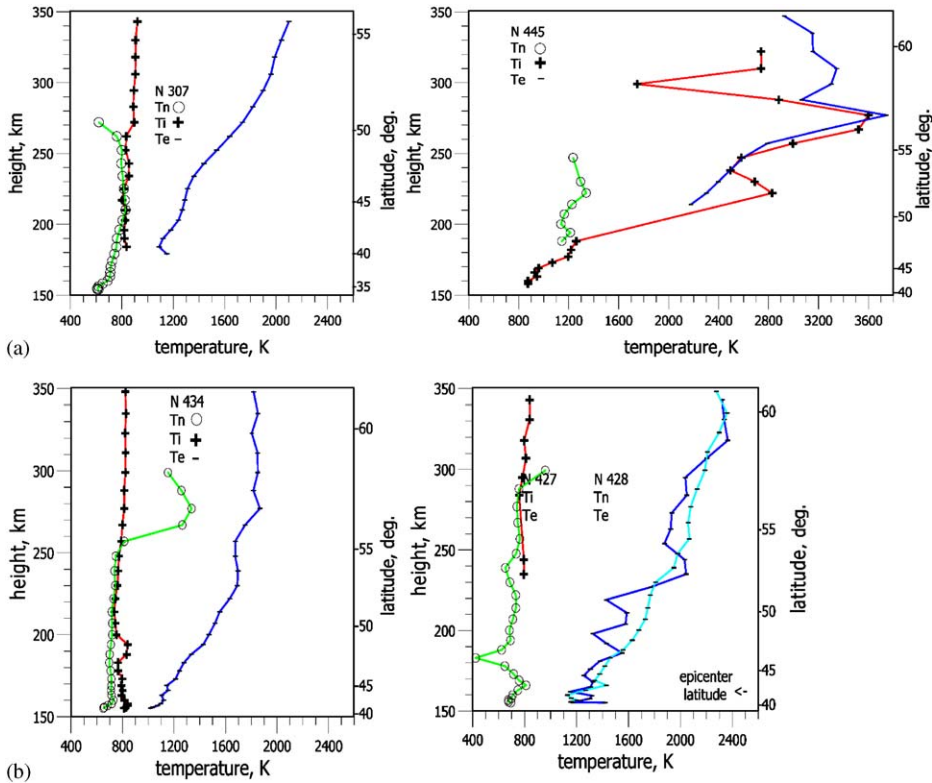 350
300
250
200
150
height, km
N 307
Tn
Ti
Te –
55
50
45
40
35
latitude, deg.
400 800 1200 1600 2000 2400
temperature, K
350
300
250
200
150
height, km
N 445
Tn
Ti
Te –
60
55
50
45
40
latitude, deg.
400 800 1200 1600 2000 2400 2800 3200 3600
temperature, K
(a)
350
300
250
200
150
height, km
N 434
Tn
Ti
Te –
60
55
50
45
40
latitude, deg.
400 800 1200 1600 2000 2400
temperature, K
350
300
250
200
150
height, km
N 427 N 428
Ti Tn
Te Te
60
55
50
45
40
latitude, deg.
epicenter
latitude <-
400 800 1200 1600 2000 2400
temperature, K
(b)